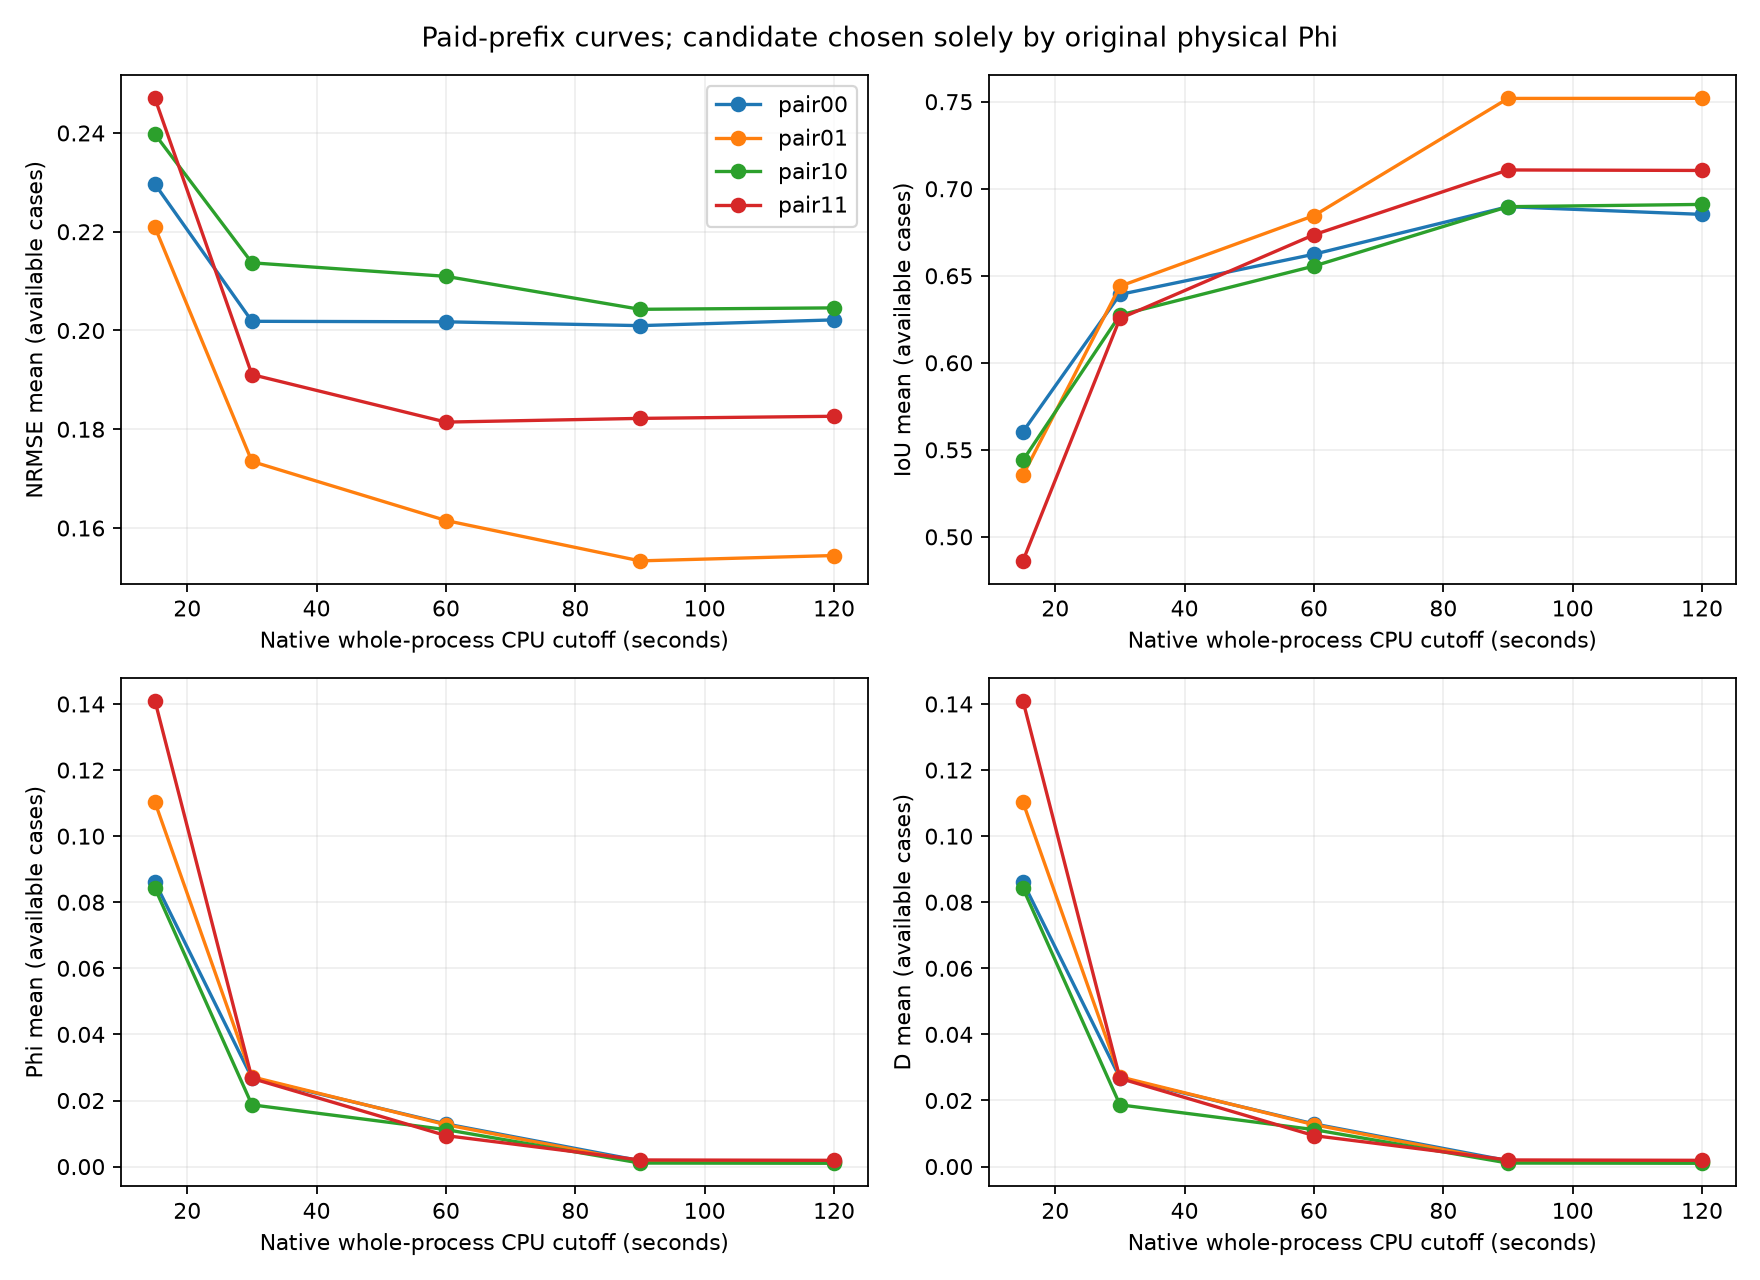 Paid-prefix curves; candidate chosen solely by original physical Phi
NRMSE mean (available cases)
0.24
0.22
0.20
0.18
0.16
pair00
pair01
pair10
pair11
20 40 60 80 100 120
Native whole-process CPU cutoff (seconds)
IoU mean (available cases)
0.75
0.70
0.65
0.60
0.55
0.50
20 40 60 80 100 120
Native whole-process CPU cutoff (seconds)
Phi mean (available cases)
0.14
0.12
0.10
0.08
0.06
0.04
0.02
0.00
20 40 60 80 100 120
Native whole-process CPU cutoff (seconds)
D mean (available cases)
0.14
0.12
0.10
0.08
0.06
0.04
0.02
0.00
20 40 60 80 100 120
Native whole-process CPU cutoff (seconds)